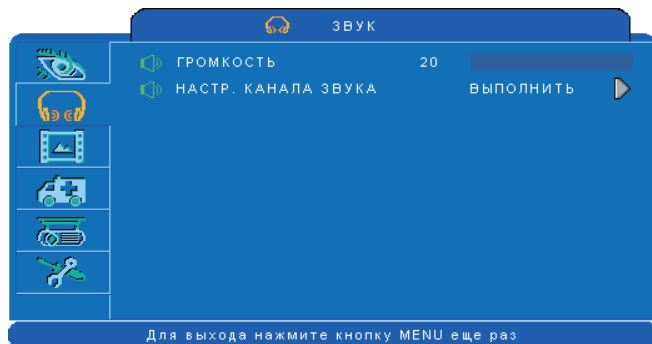 ЗВУК
ГРОМКОСТЬ 20
НАСТР. КАНАЛА ЗВУКА ВЫПОЛНИТЬ
Для выхода нажмите кнопку MENU еще раз